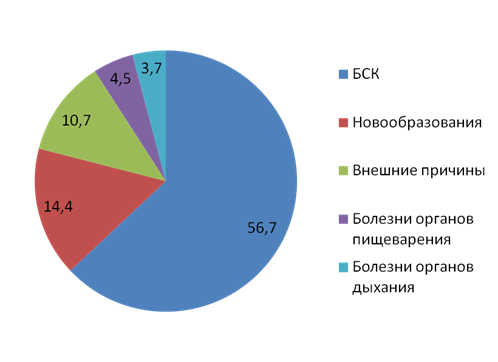 3,7
4,5
10,7
14,4
56,7
БСК
Новообразования
Внешние причины
Болезни органов
пищеварения
Болезни органов
дыхания